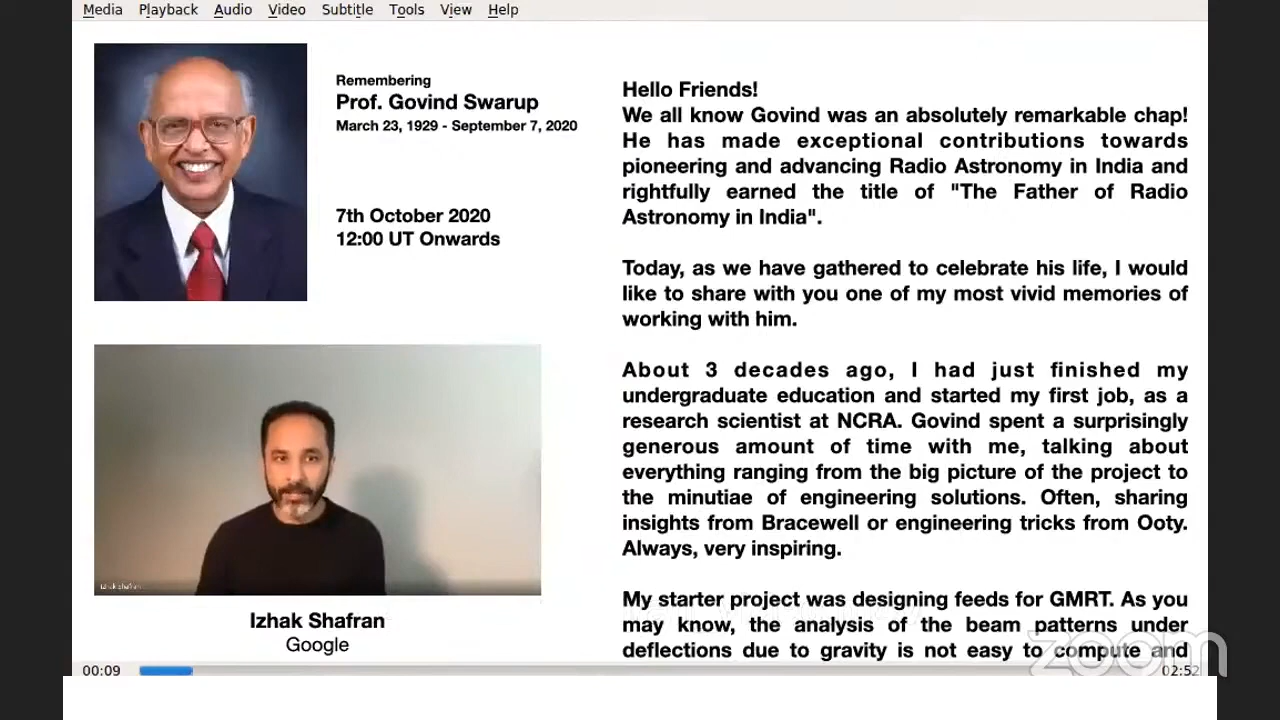 Media Playback Audio Video Subtitle Tools View Help
Remembering
Prof. Govind Swarup
March 23, 1929 - September 7, 2020
7th October 2020
12:00 UT Onwards
Izhak Shafran
Izhak Shafran
Google
Hello Friends!
We all know Govind was an absolutely remarkable chap!
He has made exceptional contributions towards
pioneering and advancing Radio Astronomy in India and
rightfully earned the title of "The Father of Radio
Astronomy in India".
Today, as we have gathered to celebrate his life, I would
like to share with you one of my most vivid memories of
working with him.
About 3 decades ago, I had just finished my
undergraduate education and started my first job, as a
research scientist at NCRA. Govind spent a surprisingly
generous amount of time with me, talking about
everything ranging from the big picture of the project to
the minutiae of engineering solutions. Often, sharing
insights from Bracewell or engineering tricks from Ooty.
Always, very inspiring.
My starter project was designing feeds for GMRT. As you
may know, the analysis of the beam patterns under
deflections due to gravity is not easy to compute and
zoom
00:09
02:52